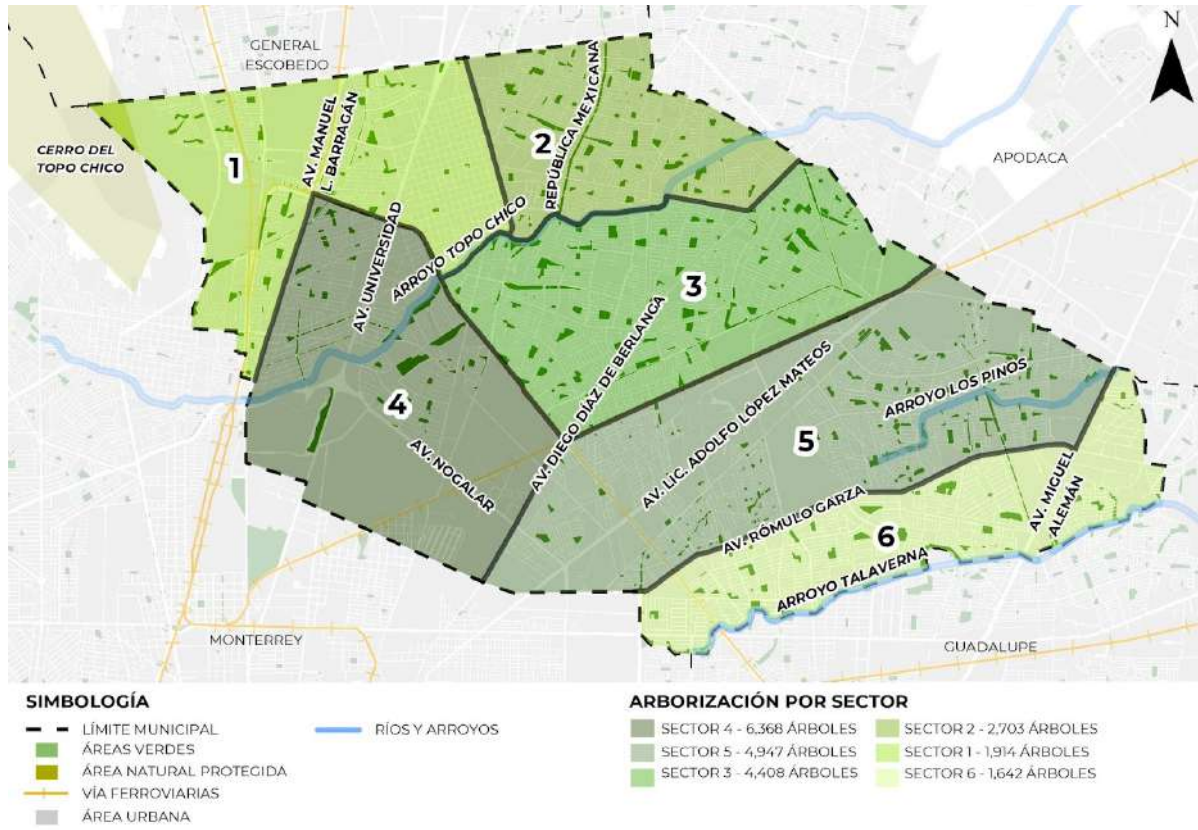 N
GENERAL
ESCOBEDO
CERRO DEL
TOPO CHICO
APODACA
1
2
3
4
5
6
AV. MANUEL
L. BARRAGÁN
REPÚBLICA MEXICANA
AV. UNIVERSIDAD
ARROYO TOPO CHICO
AV. DIEGO DÍAZ DE BERLANGA
AV. LIC. ADOLFO LÓPEZ MATEOS
ARROYO LOS PINOS
AV. NOGALAR
AV. RÓMULO GARZA
AV. MIGUEL
ALEMÁN
ARROYO TALAVERNA
MONTERREY
GUADALUPE
SIMBOLOGÍA
LÍMITE MUNICIPAL
ÁREAS VERDES
ÁREA NATURAL PROTEGIDA
VÍA FERROVIARIAS
ÁREA URBANA
RÍOS Y ARROYOS
ARBORIZACIÓN POR SECTOR
SECTOR 4 - 6,368 ÁRBOLES
SECTOR 5 - 4,947 ÁRBOLES
SECTOR 3 - 4,408 ÁRBOLES
SECTOR 2 - 2,703 ÁRBOLES
SECTOR 1 - 1,914 ÁRBOLES
SECTOR 6 - 1,642 ÁRBOLES